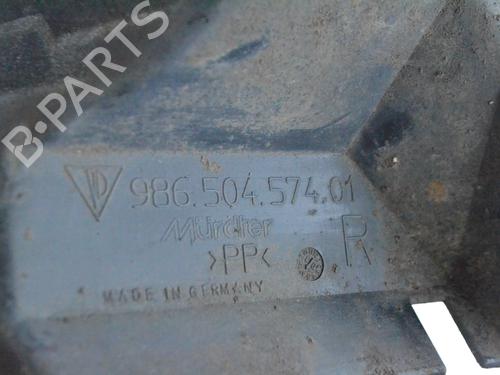 B-PARTS
986.504.574.01
Mürdter
>PP<
R
MADE IN GERMANY